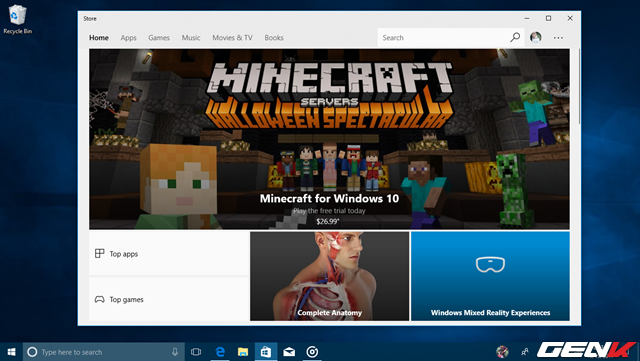 Recycle Bin
Store
Home Apps Games Music Movies & TV Books
Search
MINECRAFT
SERVERS
HALLOWEEN SPECTACULAR
Minecraft for Windows 10
Play the free trial today
$26.99*
Top apps
Top games
Complete Anatomy
Windows Mixed Reality Experiences
Type here to search
GENK